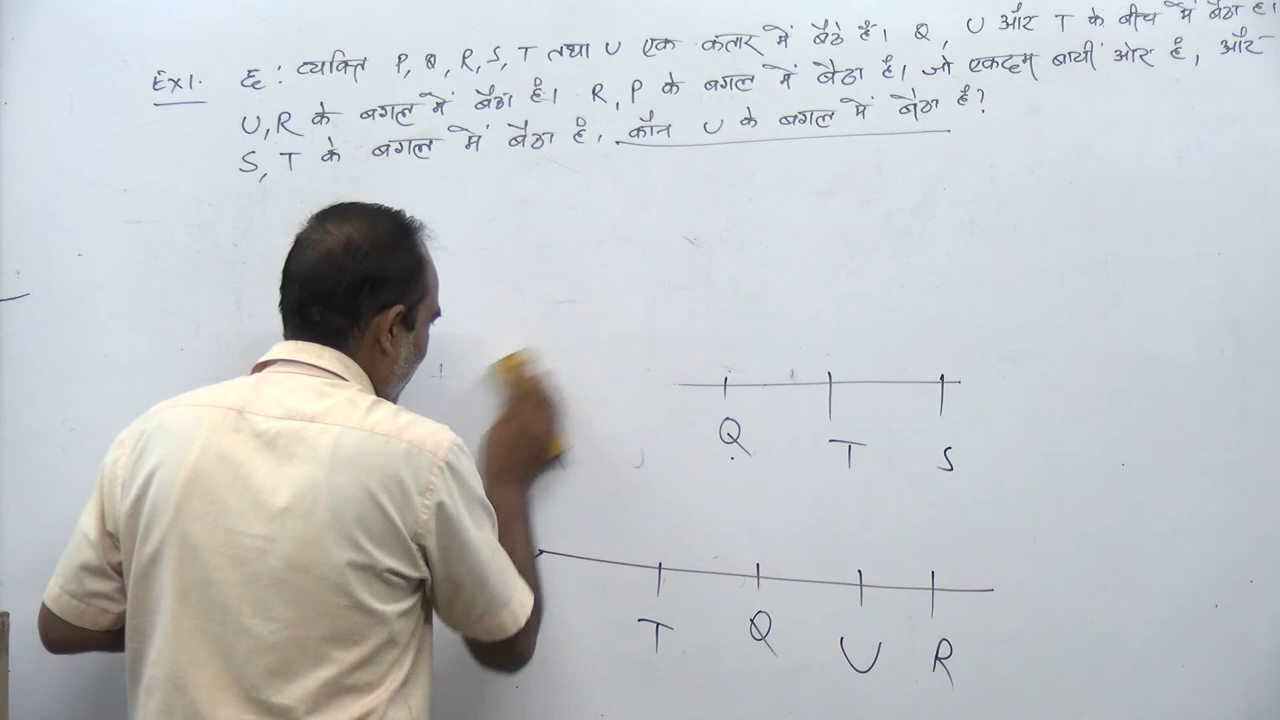 Ex1. छ: व्यक्ति P, Q, R, S, T तथा U एक कतार में बैठे हैं। Q, U और T के बीच में बैठा है।
U, R के बगल में बैठा है। R, P के बगल में बैठा है। जो एकदम बायीं ओर है, और
S, T के बगल में बैठा है, कौन U के बगल में बैठा है?
Q T S
T Q U R